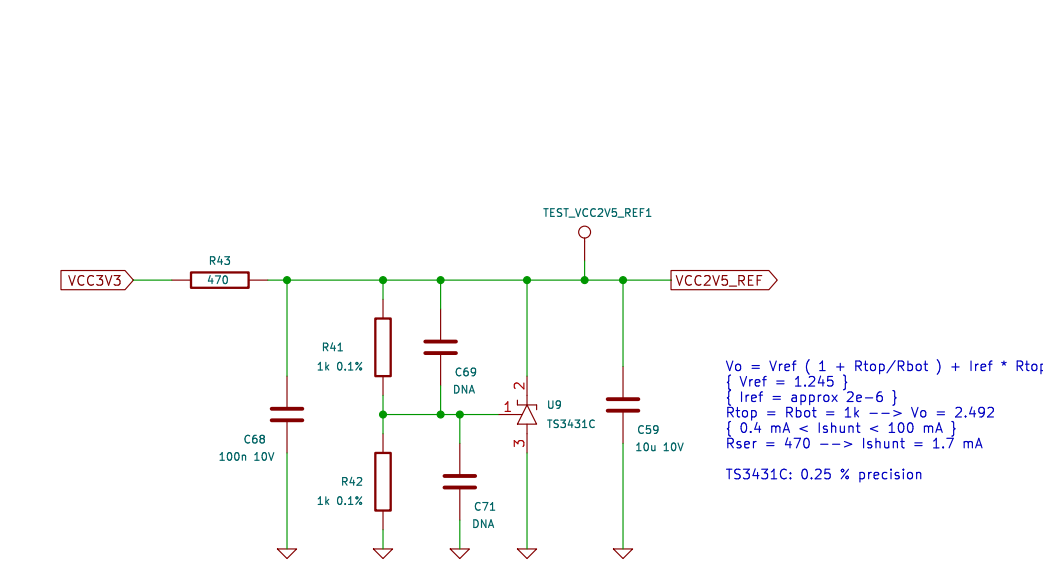 TEST_VCC2V5_REF1
R43
VCC3V3
470
VCC2V5_REF
R41
1k 0.1%
C69
DNA
2
1
U9
TS3431C
3
C68
100n 10V
C59
10u 10V
R42
1k 0.1%
C71
DNA
Vo = Vref ( 1 + Rtop/Rbot ) + Iref * Rtop
{ Vref = 1.245 }
{ Iref = approx 2e-6 }
Rtop = Rbot = 1k --> Vo = 2.492
{ 0.4 mA < Ishunt < 100 mA }
Rser = 470 --> Ishunt = 1.7 mA
TS3431C: 0.25 % precision